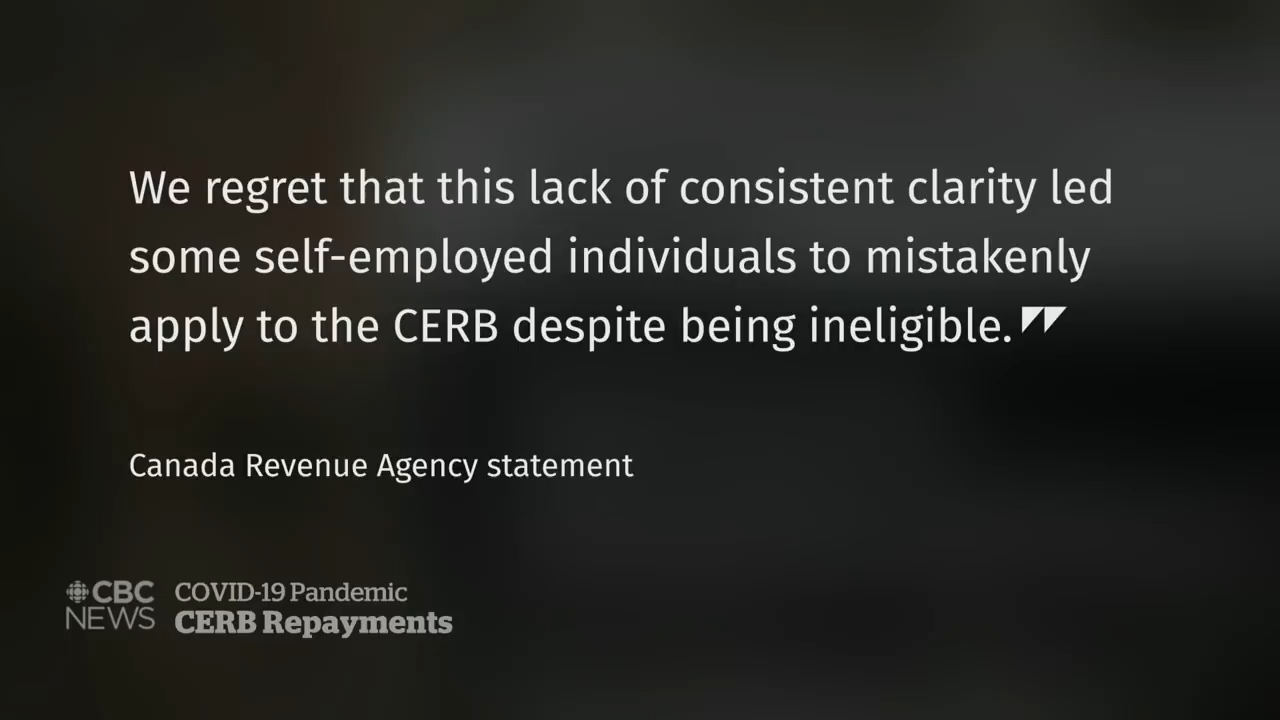 We regret that this lack of consistent clarity led
some self-employed individuals to mistakenly
apply to the CERB despite being ineligible.”
Canada Revenue Agency statement
CBC
NEWS
COVID-19 Pandemic
CERB Repayments